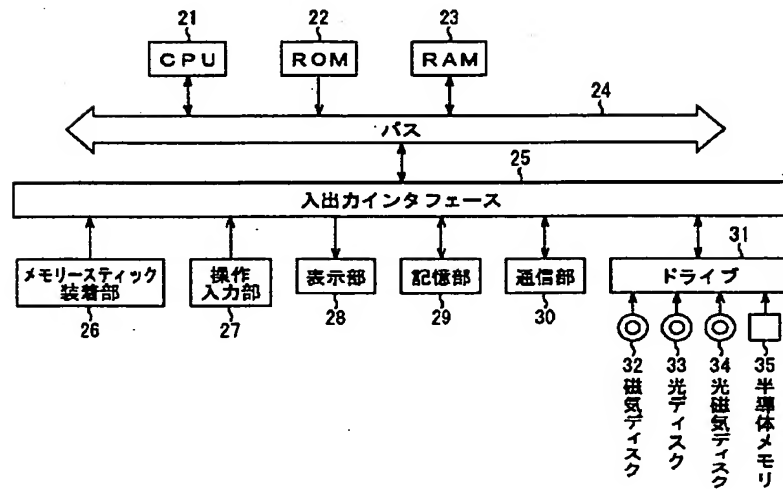 21
22
23
CPU
ROM
RAM
24
バス
25
入出力インタフェース
31
メモリースティック
装着部
操作
入力部
表示部
記憶部
通信部
ドライブ
26
27
28
29
30
32
33
34
35
磁気ディスク
光ディスク
光磁気ディスク
半導体メモリ